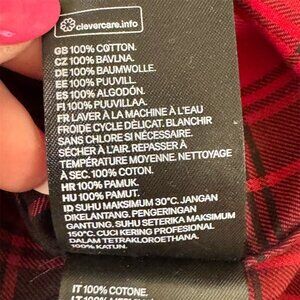 clevercare.info
GB 100% COTTON.
CZ 100% BAVLNA.
DE 100% BAUMWOLLE.
EE 100% PUUVILL.
ES 100% ALGODÓN.
FI 100% PUUVILLAA.
FR LAVER À LA MACHINE À L'EAU
FROIDE CYCLE DÉLICAT. BLANCHIR
SANS CHLORE SI NÉCESSAIRE.
SÉCHER À L'AIR. REPASSER À
TEMPÉRATURE MOYENNE. NETTOYAGE
À SEC. 100% COTON.
HR 100% PAMUK.
HU 100% PAMUT.
ID SUHU MAKSIMUM 30°C. JANGAN
DIKELANTANG. PENGERINGAN
GANTUNG. SUHU SETERIKA MAKSIMUM
150°C. CUCI KERING PROFESIONAL
DALAM TETRAKLOROETHANA.
100% KATUN.
IT 100% COTONE.